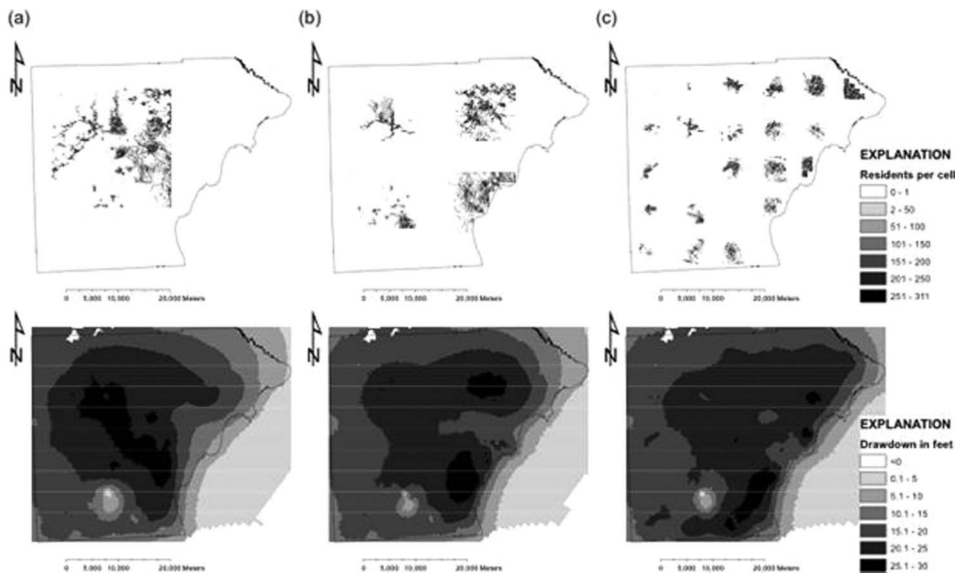 (a)
(b)
(c)
N
N
N
EXPLANATION
Residents per cell
0 - 1
2 - 50
51 - 100
101 - 150
151 - 200
201 - 250
251 - 311
0 5,000 10,000 20,000 Meters
0 5,000 10,000 20,000 Meters
0 5,000 10,000 20,000 Meters
N
N
N
EXPLANATION
Drawdown in feet
0.1 - 5
5.1 - 10
10.1 - 15
15.1 - 20
20.1 - 25
25.1 - 30
0 5,000 10,000 20,000 Meters
0 5,000 10,000 20,000 Meters
0 5,000 10,000 20,000 Meters